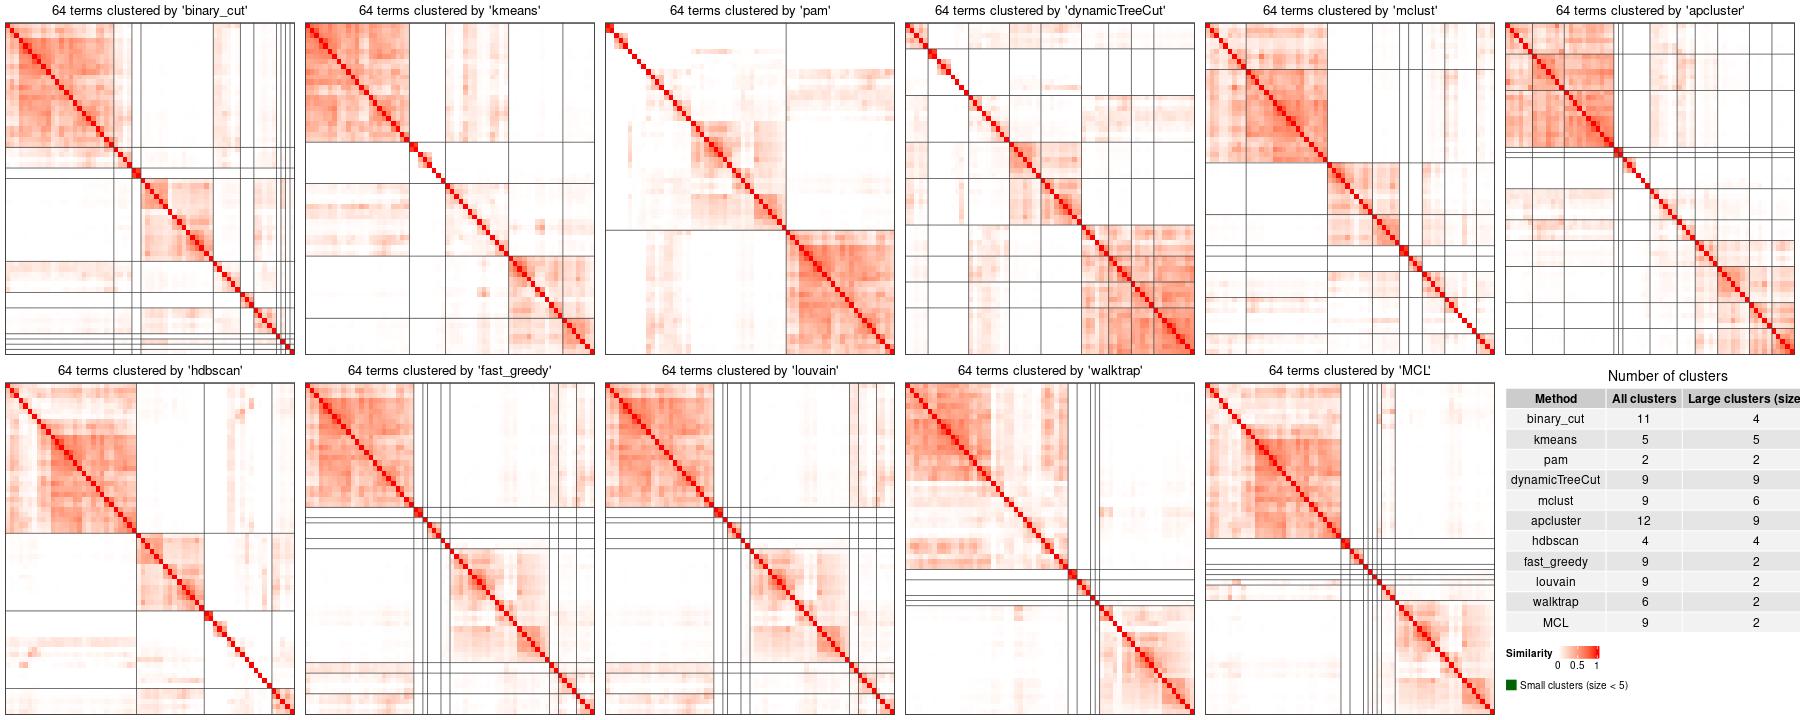 64 terms clustered by 'binary_cut'
64 terms clustered by 'kmeans'
64 terms clustered by 'pam'
64 terms clustered by 'dynamicTreeCut'
64 terms clustered by 'mclust'
64 terms clustered by 'apcluster'
64 terms clustered by 'hdbscan'
64 terms clustered by 'fast_greedy'
64 terms clustered by 'louvain'
64 terms clustered by 'walktrap'
64 terms clustered by 'MCL'
Number of clusters
Method All clusters Large clusters (size
binary_cut 11 4
kmeans 5 5
pam 2 2
dynamicTreeCut 9 9
mclust 9 6
apcluster 12 9
hdbscan 4 4
fast_greedy 9 2
louvain 9 2
walktrap 6 2
MCL 9 2
Similarity
0 0.5 1
Small clusters (size < 5)